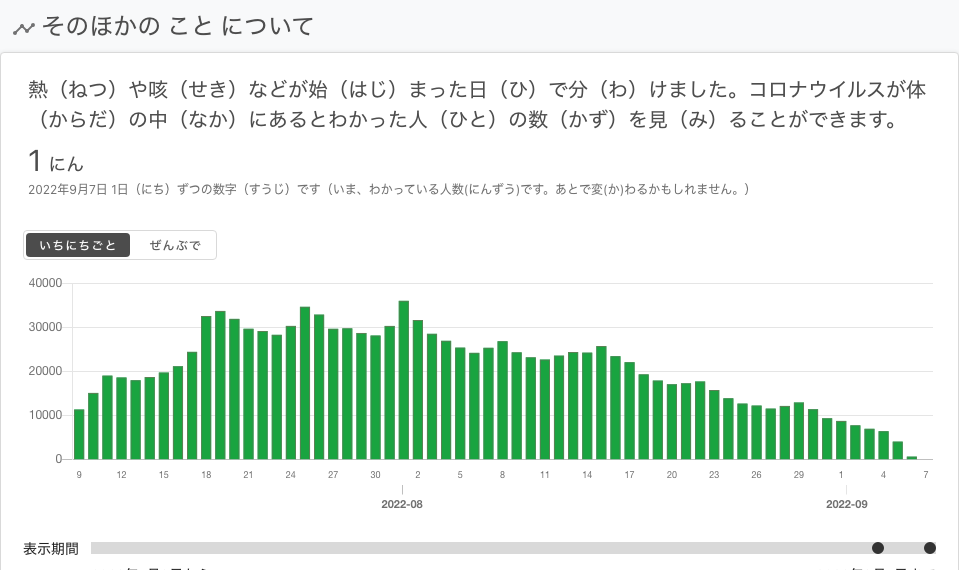 そのほかの こと について
熱（ねつ）や咳（せき）などが始（はじ）まった日（ひ）で分（わ）けました。コロナウイルスが体
（からだ）の中（なか）にあるとわかった人（ひと）の数（かず）を見（み）ることができます。
1 にん
2022年9月7日 1日（にち）ずつの数字（すうじ）です（いま、わかっている人数(にんずう)です。あとで変(か)わるかもしれません。）
いちにちごと ぜんぶで
40000
30000
20000
10000
0
9 12 15 18 21 24 27 30 2 5 8 11 14 17 20 23 26 29 1 4 7
2022-08 2022-09
表示期間